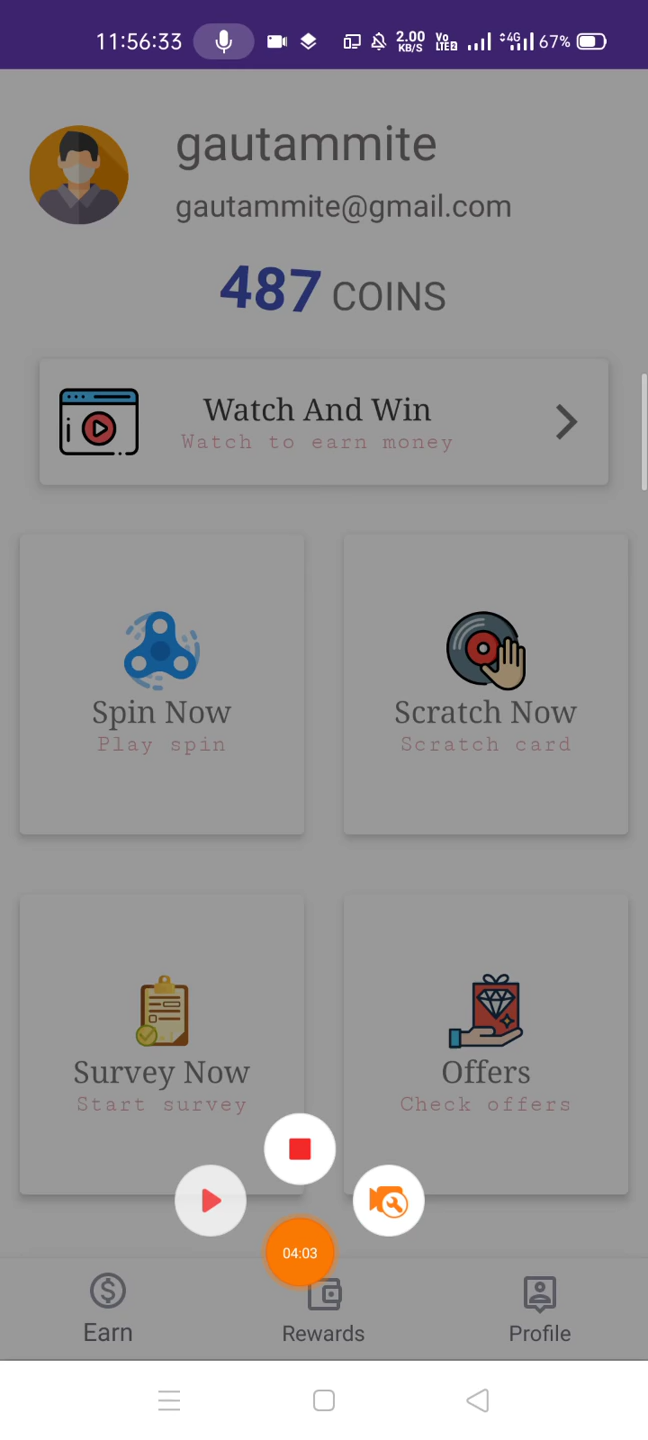 11:56:33 2.00 KB/S Vo LTE2 4G 67%
gautammite
gautammite@gmail.com
487 COINS
Watch And Win
Watch to earn money
Spin Now
Play spin
Scratch Now
Scratch card
Survey Now
Start survey
Offers
Check offers
04:03
Earn
Rewards
Profile